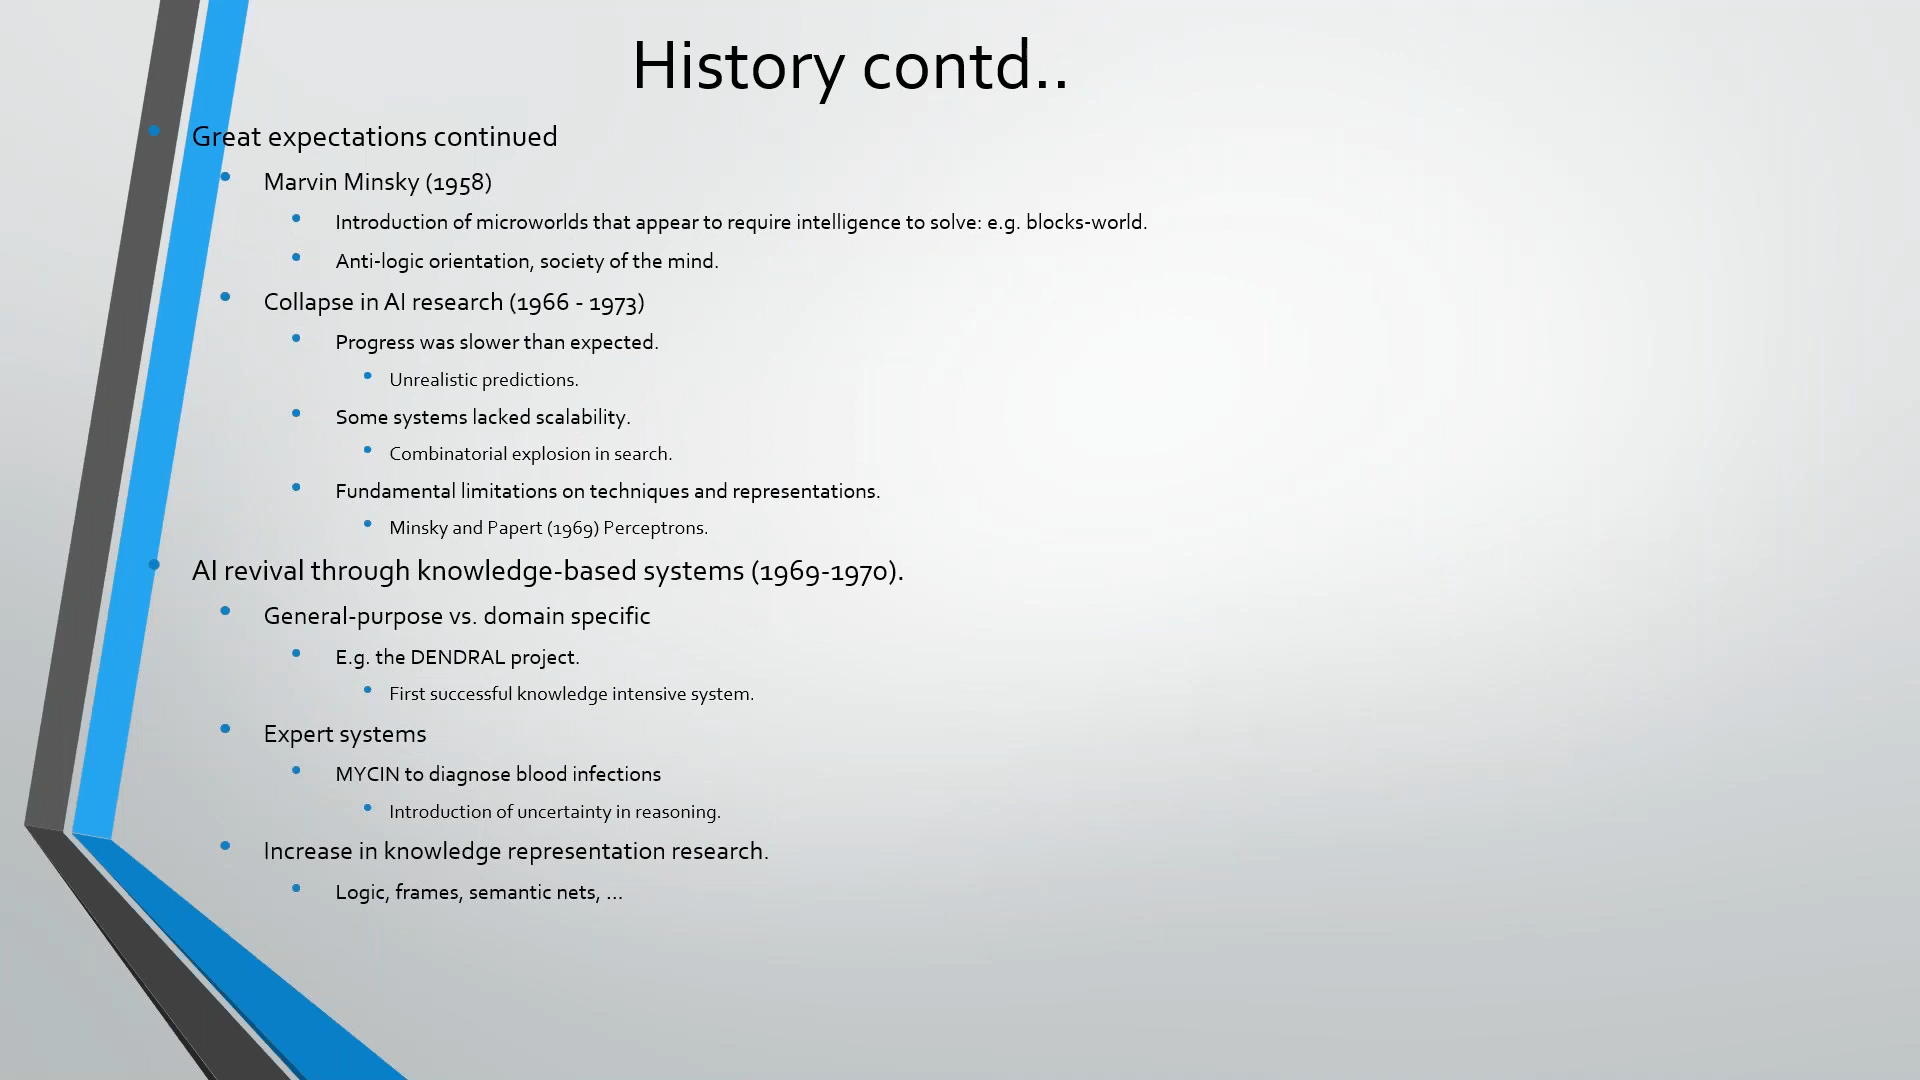 History contd..
Great expectations continued
Marvin Minsky (1958)
Introduction of microworlds that appear to require intelligence to solve: e.g. blocks-world.
Anti-logic orientation, society of the mind.
Collapse in AI research (1966 - 1973)
Progress was slower than expected.
Unrealistic predictions.
Some systems lacked scalability.
Combinatorial explosion in search.
Fundamental limitations on techniques and representations.
Minsky and Papert (1969) Perceptrons.
AI revival through knowledge-based systems (1969-1970).
General-purpose vs. domain specific
E.g. the DENDRAL project.
First successful knowledge intensive system.
Expert systems
MYCIN to diagnose blood infections
Introduction of uncertainty in reasoning.
Increase in knowledge representation research.
Logic, frames, semantic nets, ...